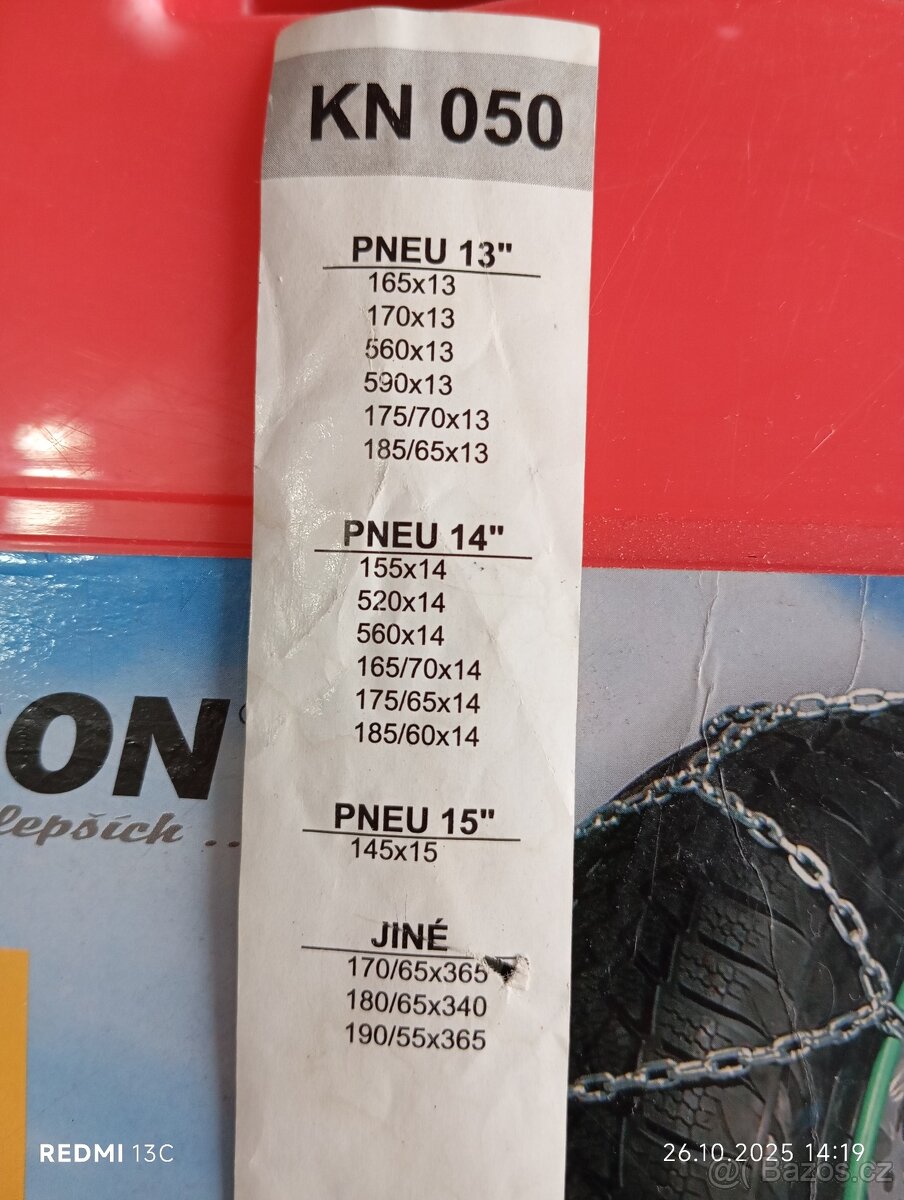 KN 050
PNEU 13"
165x13
170x13
560x13
590x13
175/70x13
185/65x13
PNEU 14"
155x14
520x14
560x14
165/70x14
175/65x14
185/60x14
PNEU 15"
145x15
JINÉ
170/65x365
180/65x340
190/55x365
ON
lepších ..
REDMI 13C
26.10.2025 14:19
@ Bazoš.cz